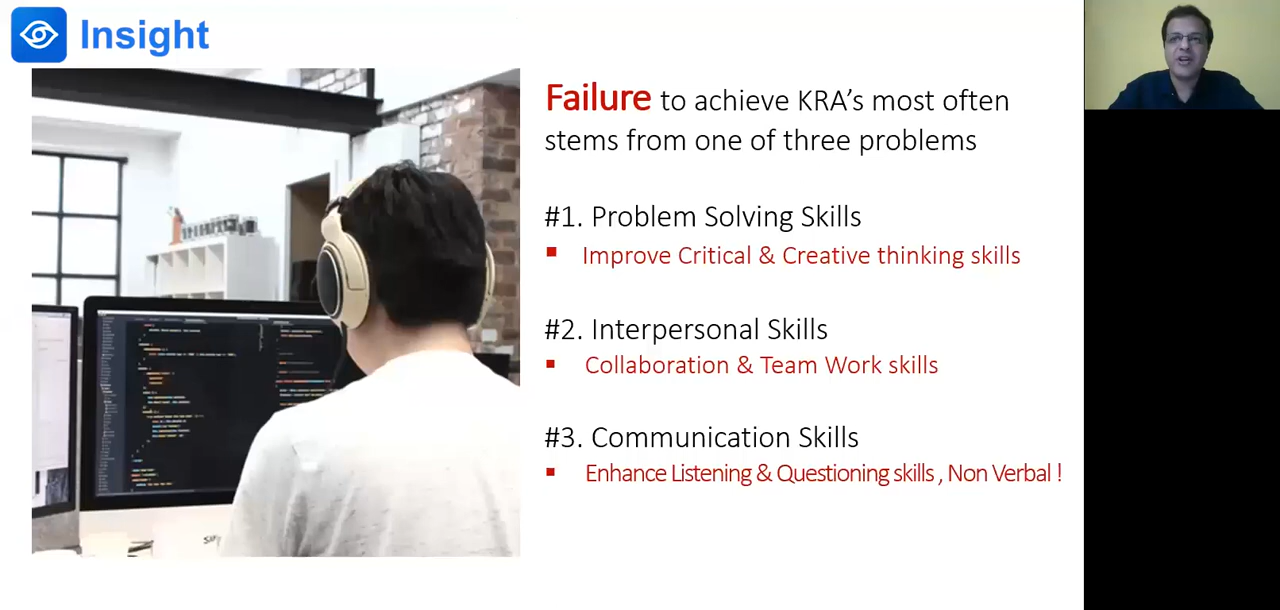 Insight
Failure to achieve KRA’s most often
stems from one of three problems
#1. Problem Solving Skills
▪ Improve Critical & Creative thinking skills
#2. Interpersonal Skills
▪ Collaboration & Team Work skills
#3. Communication Skills
▪ Enhance Listening & Questioning skills , Non Verbal !